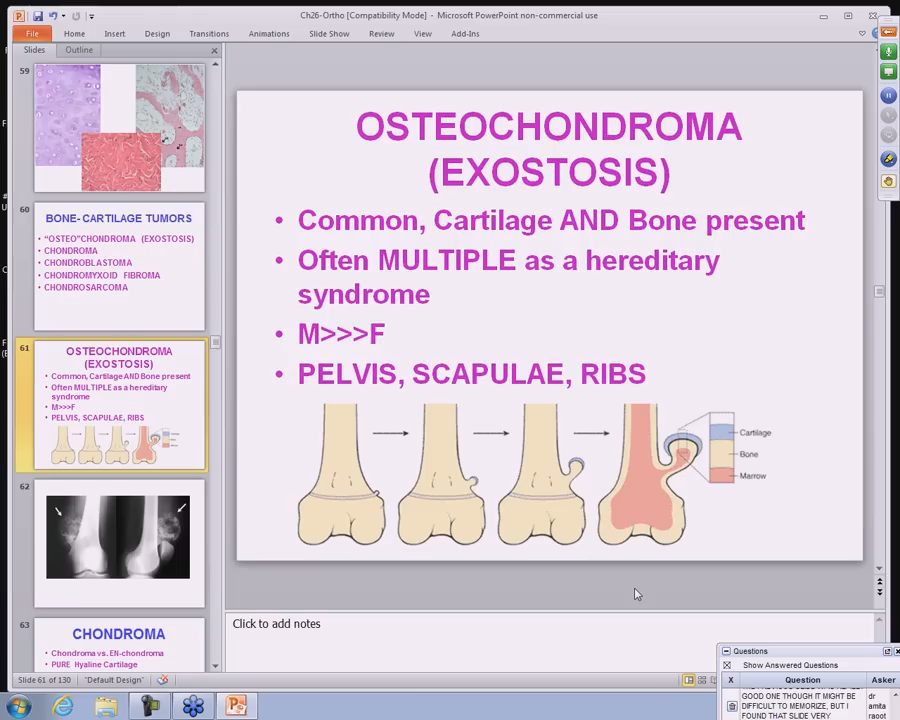 Ch26-Ortho [Compatibility Mode] - Microsoft PowerPoint non-commercial use
File Home Insert Design Transitions Animations Slide Show Review View Add-Ins
Slides Outline
59
60
BONE- CARTILAGE TUMORS
• "OSTEO"CHONDROMA (EXOSTOSIS)
• CHONDROMA
• CHONDROBLASTOMA
• CHONDROMYXOID FIBROMA
• CHONDROSARCOMA
61
OSTEOCHONDROMA
(EXOSTOSIS)
• Common, Cartilage AND Bone present
• Often MULTIPLE as a hereditary
syndrome
• M>>>F
• PELVIS, SCAPULAE, RIBS
62
63
CHONDROMA
• Chondroma vs. EN-chondroma
• PURE Hyaline Cartilage
OSTEOCHONDROMA
(EXOSTOSIS)
• Common, Cartilage AND Bone present
• Often MULTIPLE as a hereditary
syndrome
• M>>>F
• PELVIS, SCAPULAE, RIBS
Cartilage
Bone
Marrow
Click to add notes
Slide 61 of 130 "Default Design"
Questions
Show Answered Questions
X Question Asker
GOOD ONE THOUGH IT MIGHT BE dr
DIFFICULT TO MEMORIZE, BUT I amita
FOUND THAT SLIDE VERY raoot